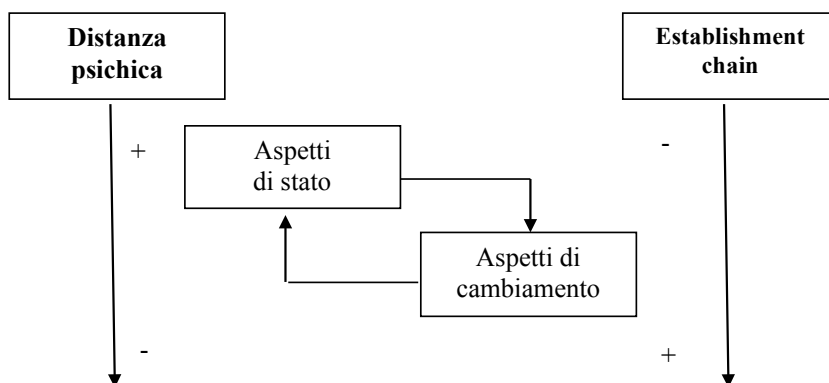 Distanza
psichica
Establishment
chain
+
-
Aspetti
di stato
Aspetti di
cambiamento
-
+